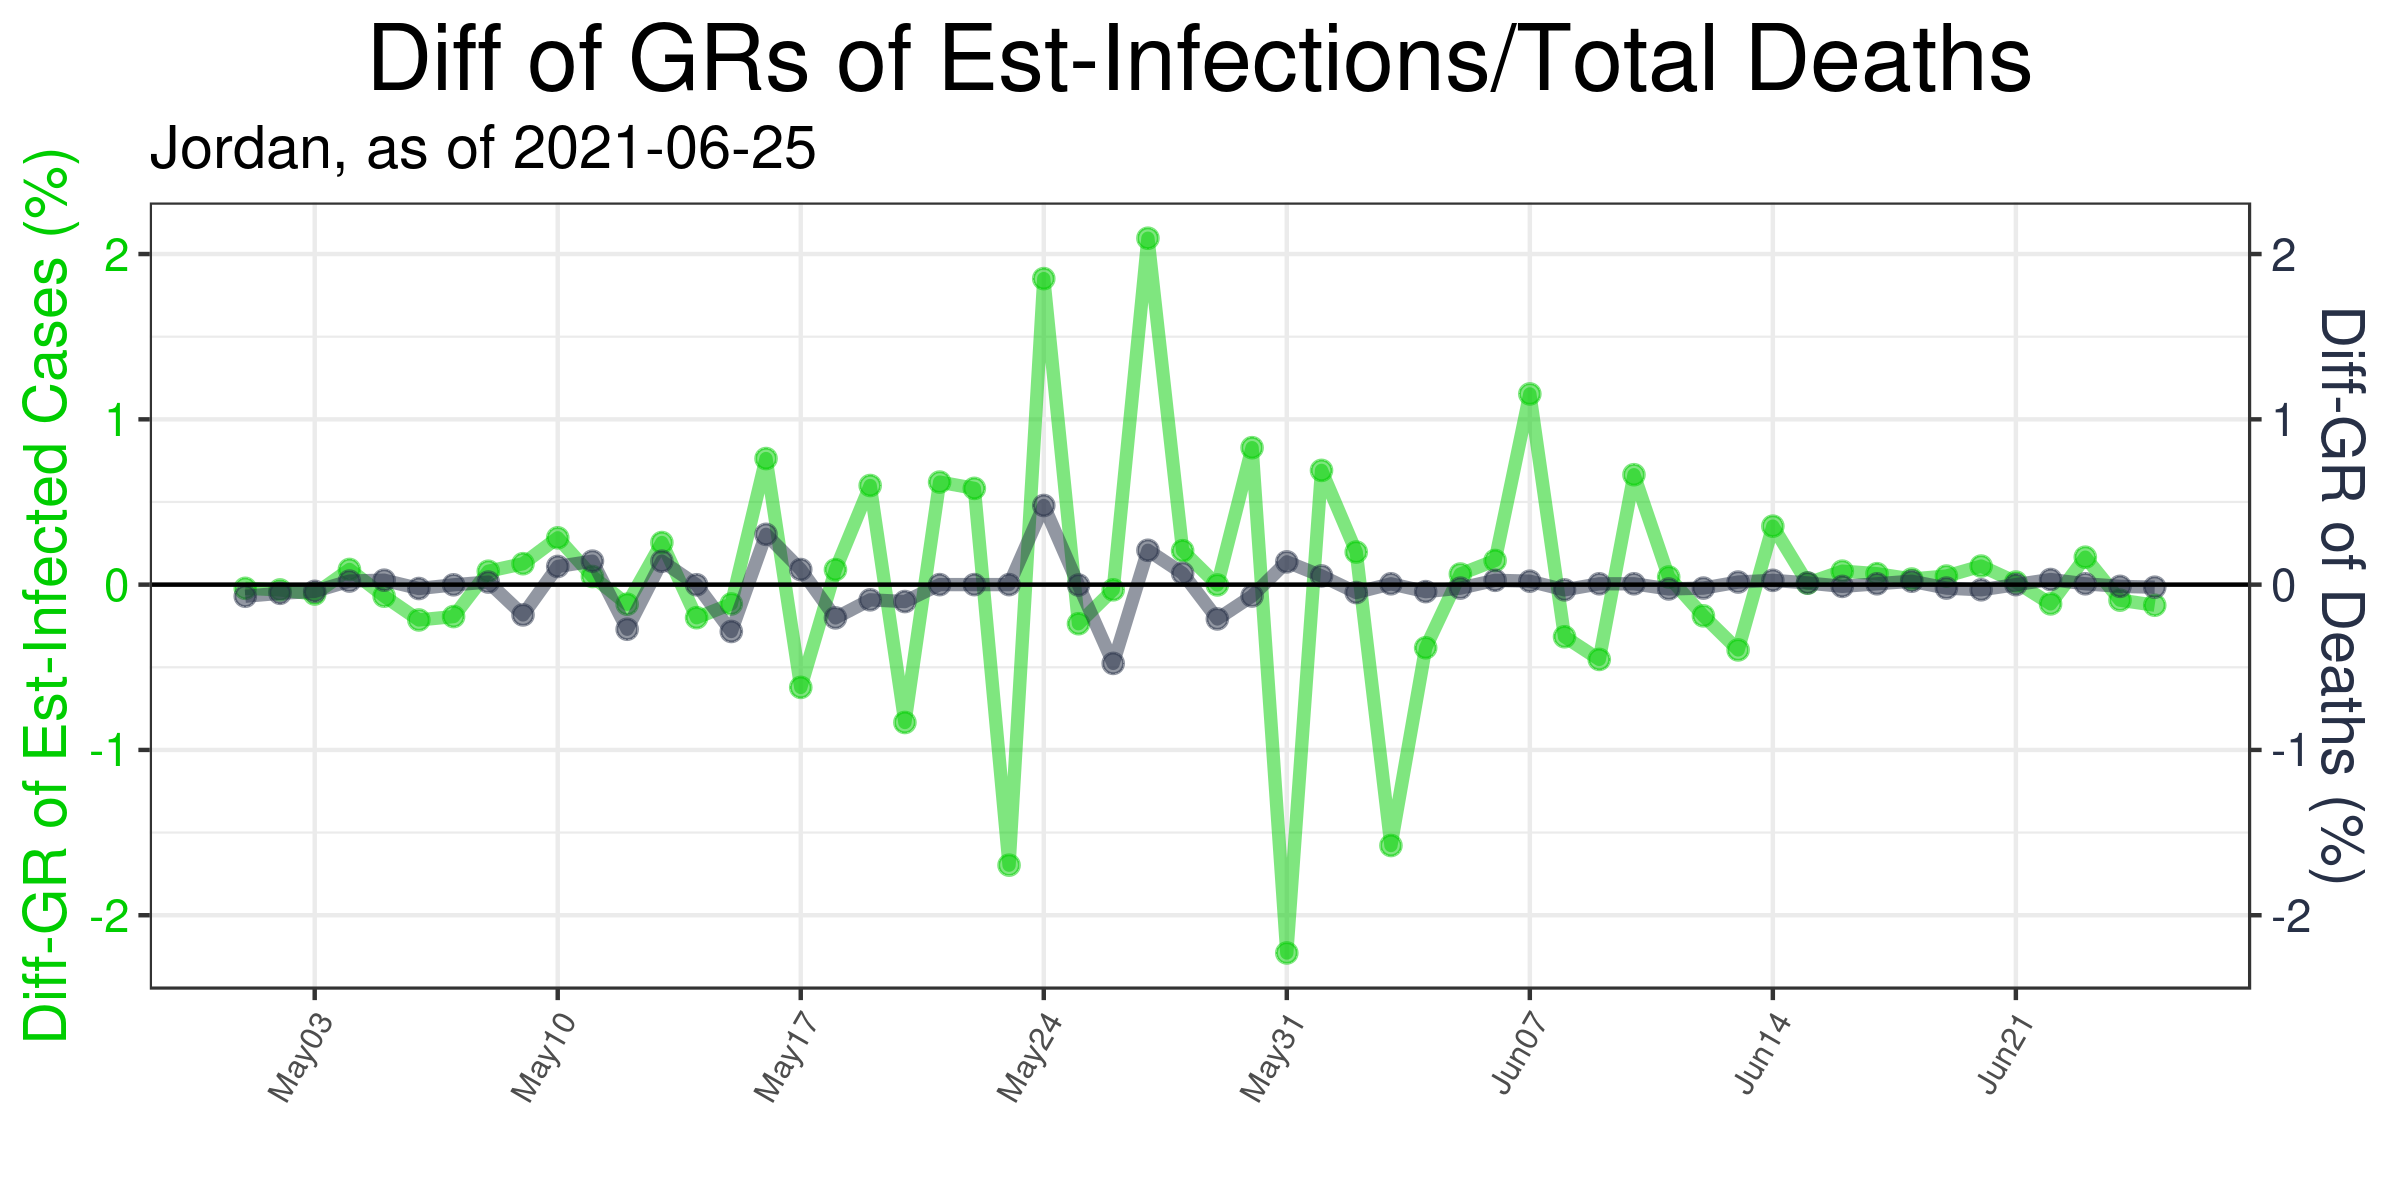 Diff of GRs of Est-Infections/Total Deaths
Jordan, as of 2021-06-25
Diff-GR of Est-Infected Cases (%)
2
1
0
-1
-2
2
1
0
-1
-2
Diff-GR of Deaths (%)
May03
May10
May17
May24
May31
Jun07
Jun14
Jun21